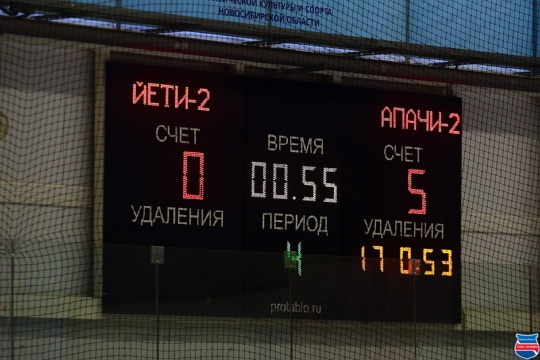 ЧЕСКОЙ КУЛЬТУРЫ И СПОРТА
НОВОСИБИРСКОЙ ОБЛАСТИ
ЙЕТИ-2
АПАЧИ-2
СЧЕТ
ВРЕМЯ
СЧЕТ
0
00.55
5
УДАЛЕНИЯ
ПЕРИОД
УДАЛЕНИЯ
4
17 0.53
protablo.ru